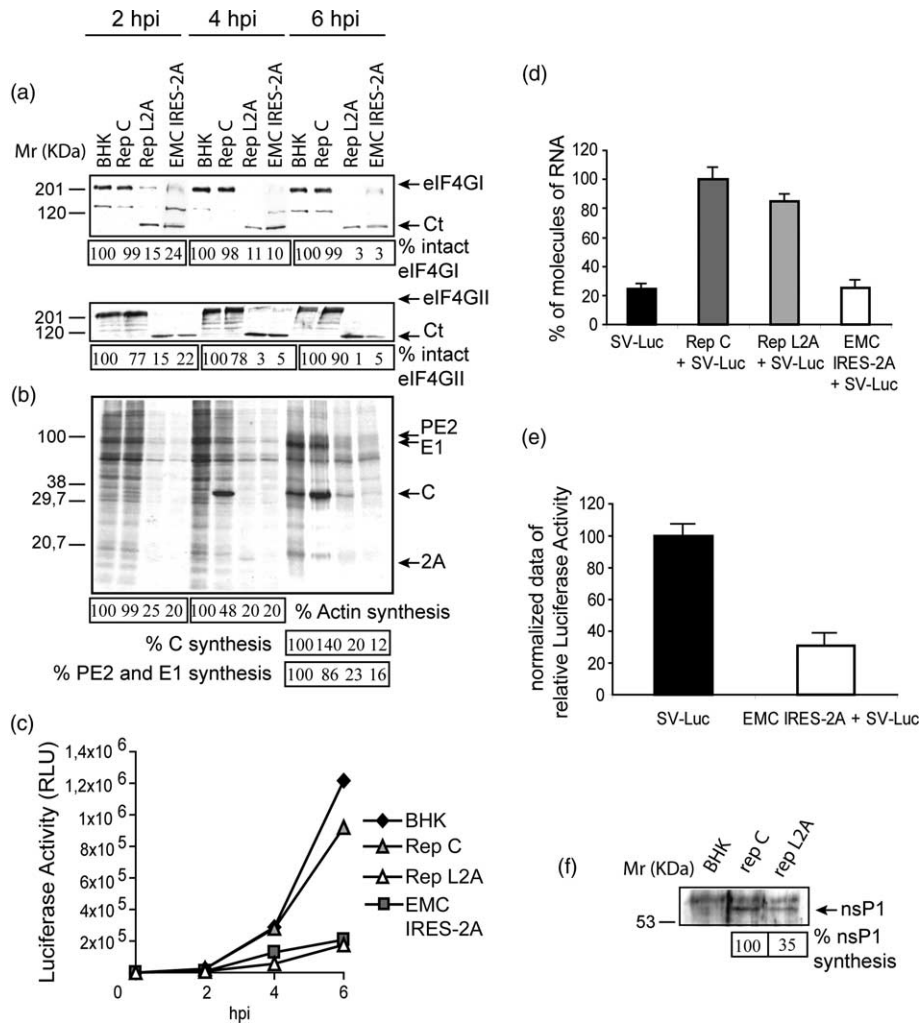 2 hpi 4 hpi 6 hpi
(a)
Mr (KDa)
BHK Rep C Rep L2A EMC IRES-2A BHK Rep C Rep L2A EMC IRES-2A BHK Rep C Rep L2A EMC IRES-2A
201
120
eIF4GI
Ct
100 99 15 24 100 98 11 10 100 99 3 3 % intact
eIF4GI
201
120
eIF4GII
Ct
100 77 15 22 100 78 3 5 100 90 1 5 % intact
eIF4GII
(b)
100
38
29,7
20,7
PE2
E1
C
2A
100 99 25 20 100 48 20 20 % Actin synthesis
% C synthesis 100 140 20 12
% PE2 and E1 synthesis 100 86 23 16
(c)
Luciferase Activity (RLU)
1,4x10 6
1,2x10 6
1x10 6
8x10 5
6x10 5
4x10 5
2x10 5
0 2 4 6
hpi
BHK
Rep C
Rep L2A
EMC
IRES-2A
(d)
% of molecules of RNA
120
100
80
60
40
20
0
SV-Luc
Rep C
+ SV-Luc
Rep L2A
+ SV-Luc
EMC
IRES-2A
+ SV-Luc
(e)
normalized data of
relative Luciferase Activity
120
100
80
60
40
20
0
SV-Luc EMC IRES-2A + SV-Luc
(f)
Mr (KDa)
BHK rep C rep L2A
53
nsP1
100 35 % nsP1
synthesis